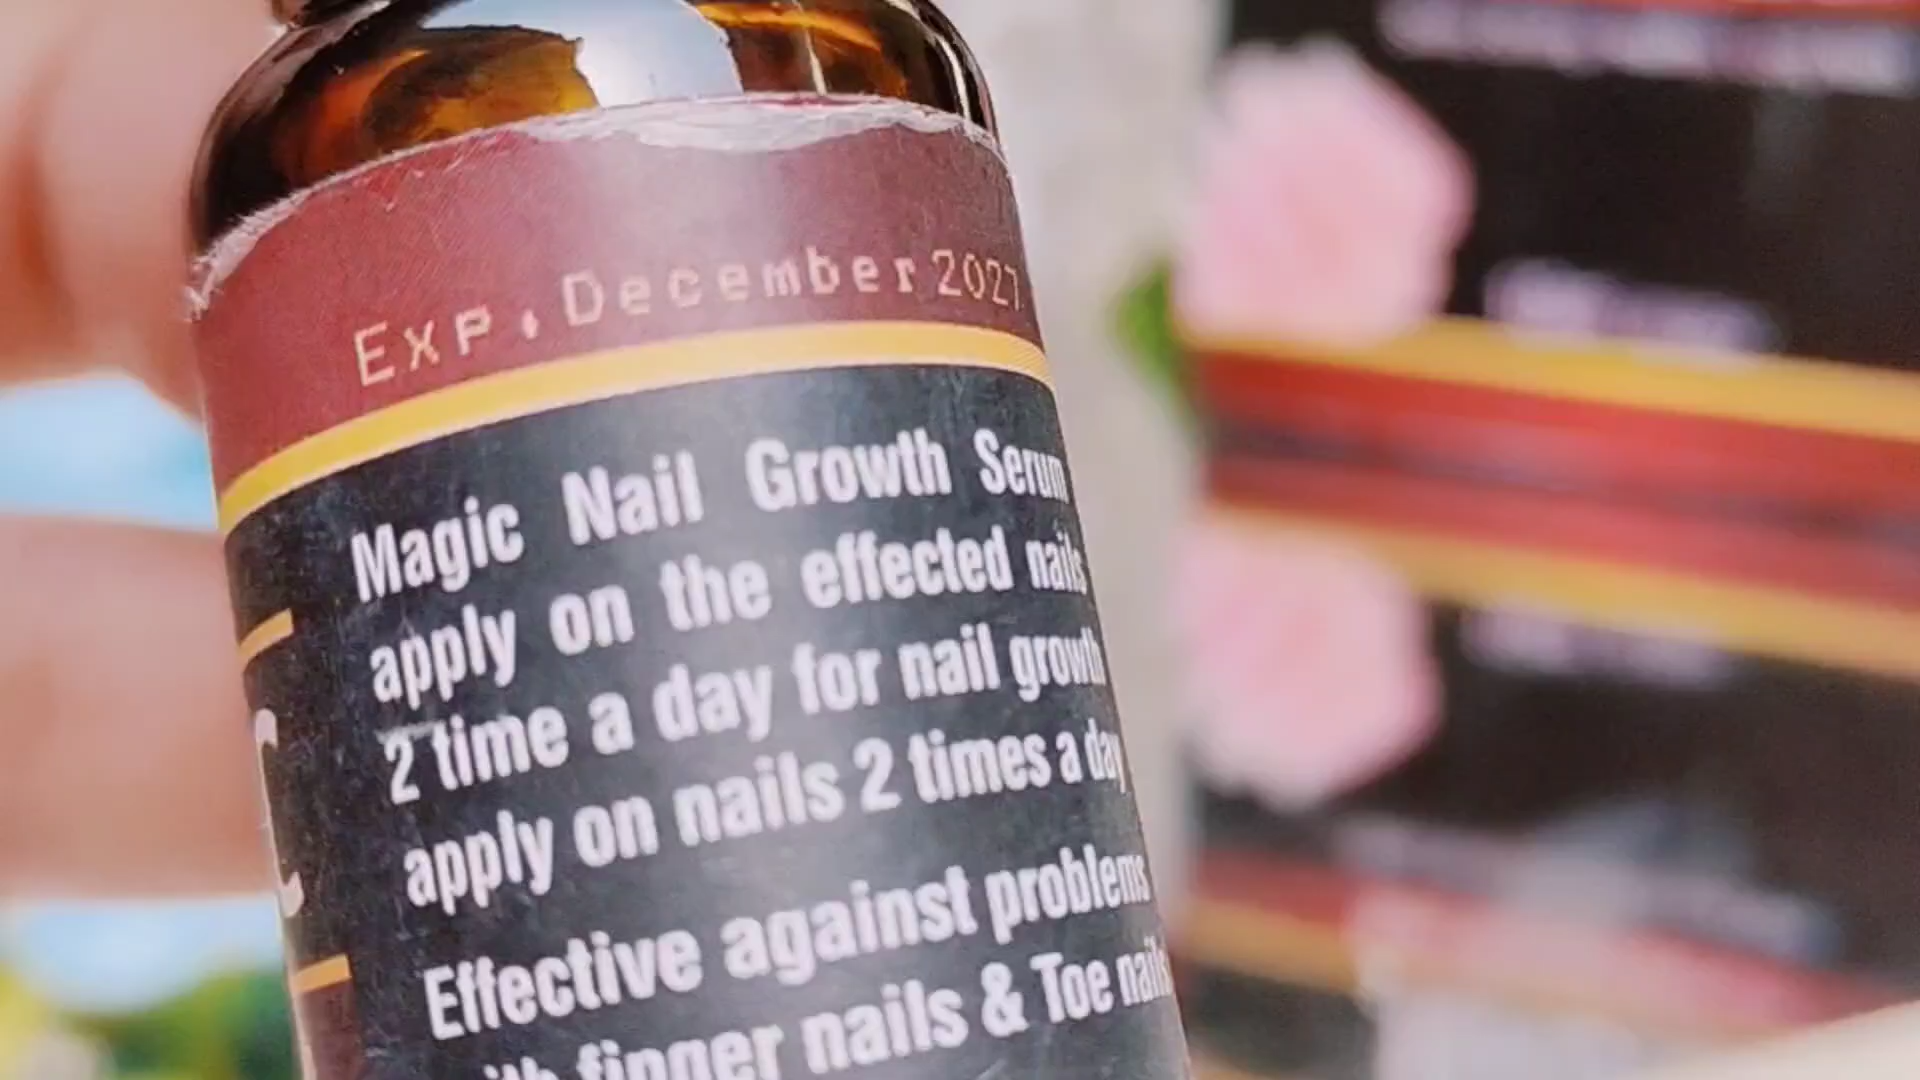 Exp. December 2027
Magic Nail Growth Serum
apply on the effected nails
2 time a day for nail growth
apply on nails 2 times a day
Effective against problems
with finger nails & Toe nails